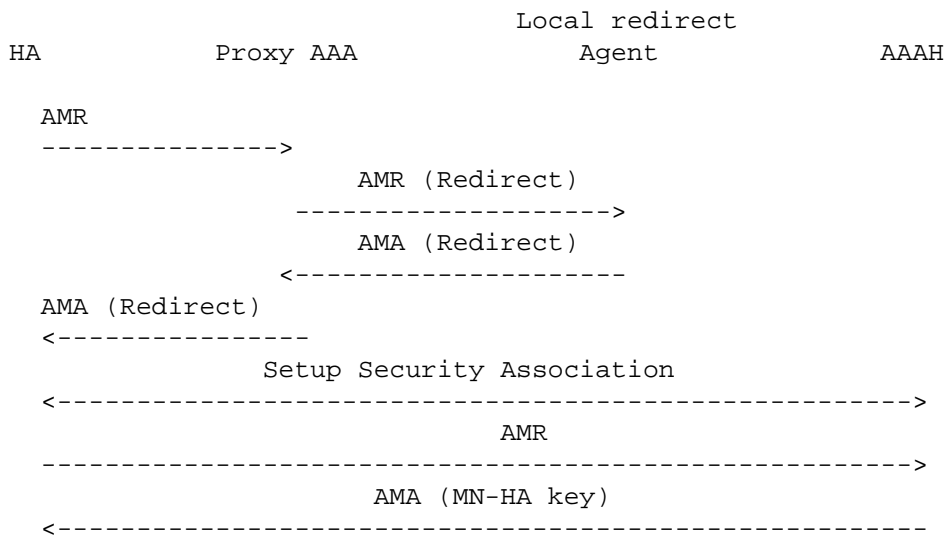 Local redirect
HA Proxy AAA Agent AAAH
AMR
--------------->
AMR (Redirect)
-------------------->
AMA (Redirect)
<---------------------
AMA (Redirect)
<----------------
Setup Security Association
<------------------------------------------------------>
AMR
------------------------------------------------------->
AMA (MN-HA key)
<-------------------------------------------------------